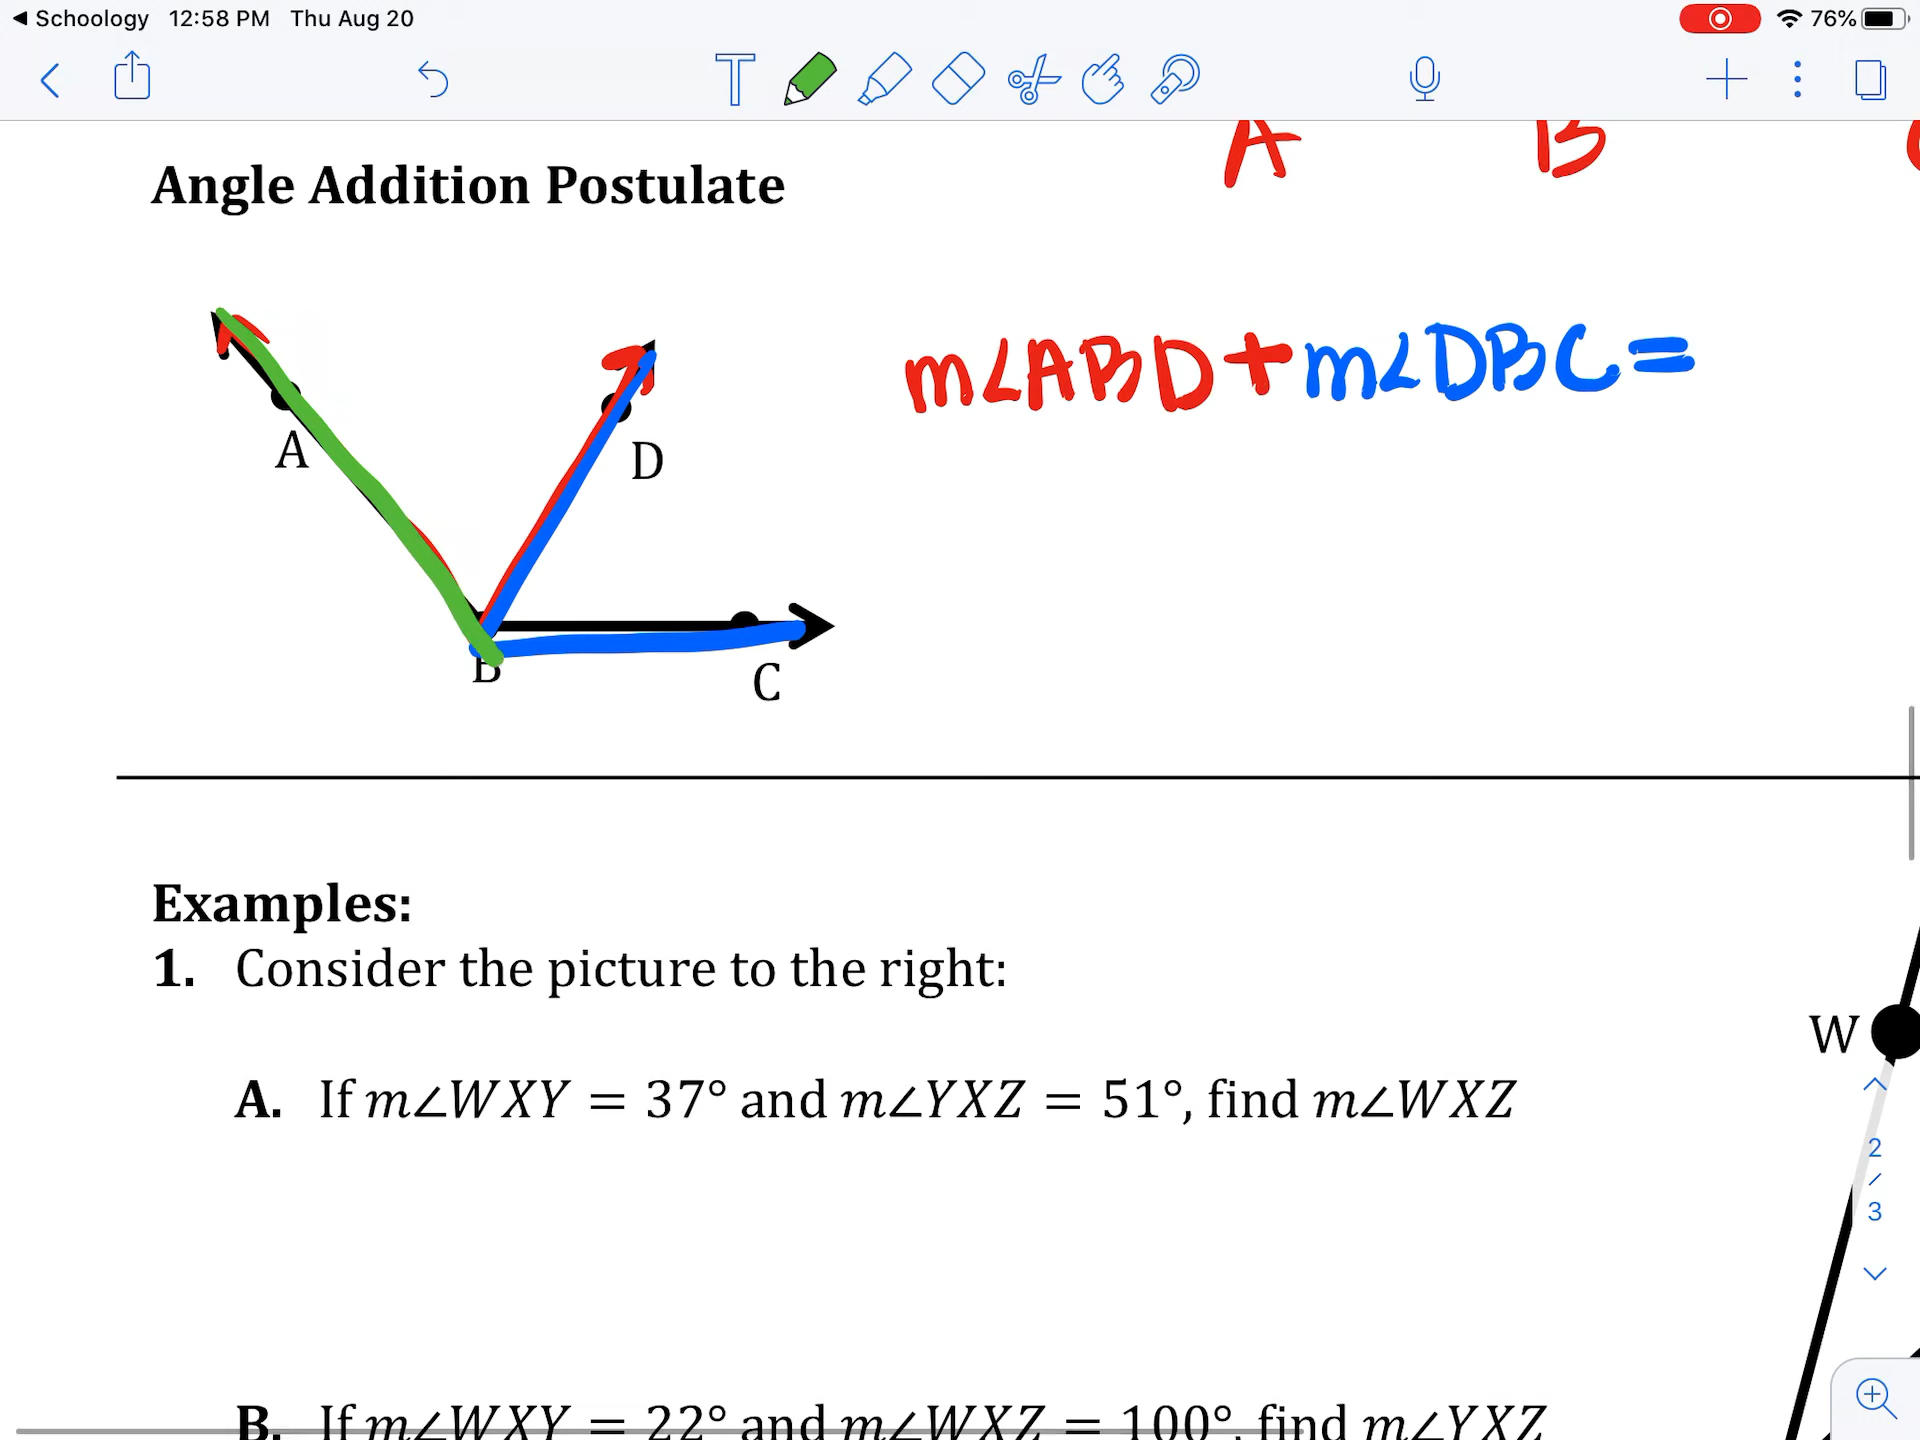 Schoology 12:58 PM Thu Aug 20 76%
A B
Angle Addition Postulate
m∠ABD+m∠DBC=
A
D
B
C
Examples:
1. Consider the picture to the right:
W
A. If m∠WXY = 37° and m∠YXZ = 51°, find m∠WXZ
2
/
3
B. If m∠WXY = 22° and m∠WXZ = 100°, find m∠YXZ